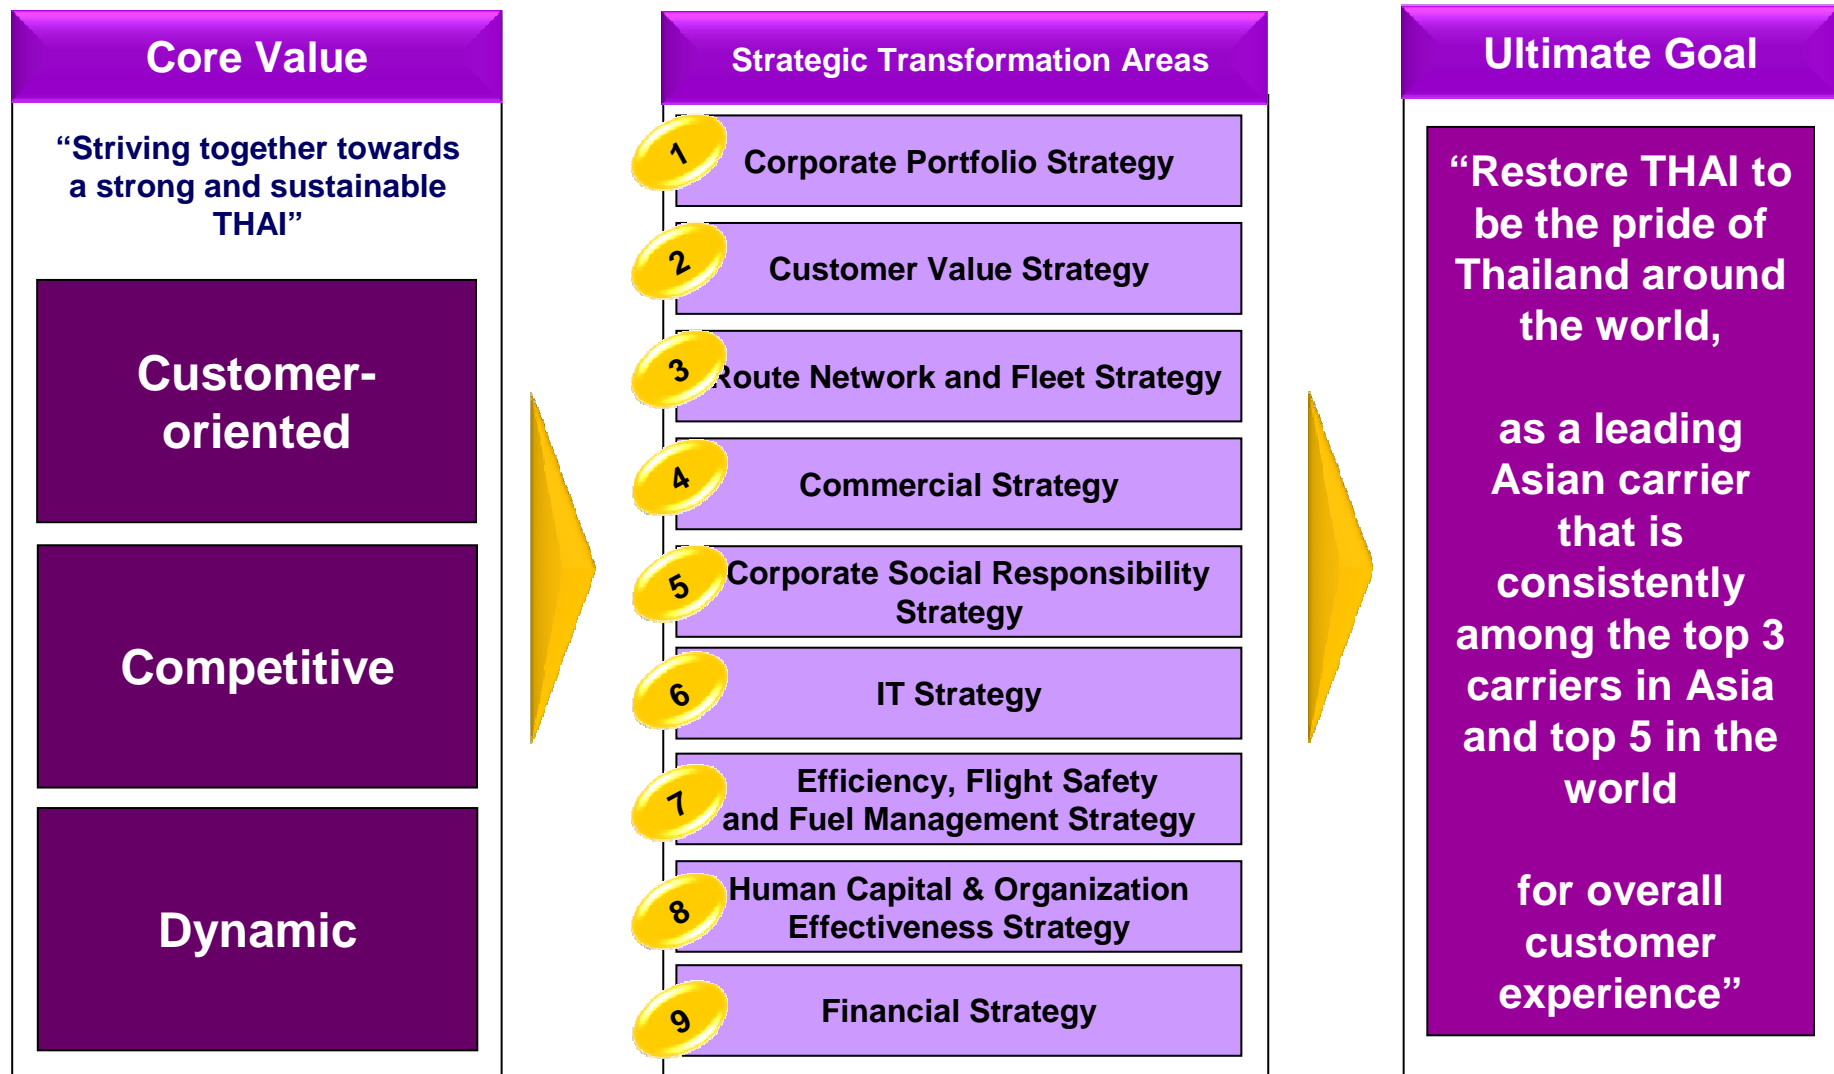 Core Value
“Striving together towards
a strong and sustainable
THAI”
Customer-
oriented
Competitive
Dynamic
Strategic Transformation Areas
1
Corporate Portfolio Strategy
2
Customer Value Strategy
3
Route Network and Fleet Strategy
4
Commercial Strategy
5
Corporate Social Responsibility
Strategy
6
IT Strategy
7
Efficiency, Flight Safety
and Fuel Management Strategy
8
Human Capital & Organization
Effectiveness Strategy
9
Financial Strategy
Ultimate Goal
“Restore THAI to
be the pride of
Thailand around
the world,
as a leading
Asian carrier
that is
consistently
among the top 3
carriers in Asia
and top 5 in the
world
for overall
customer
experience”